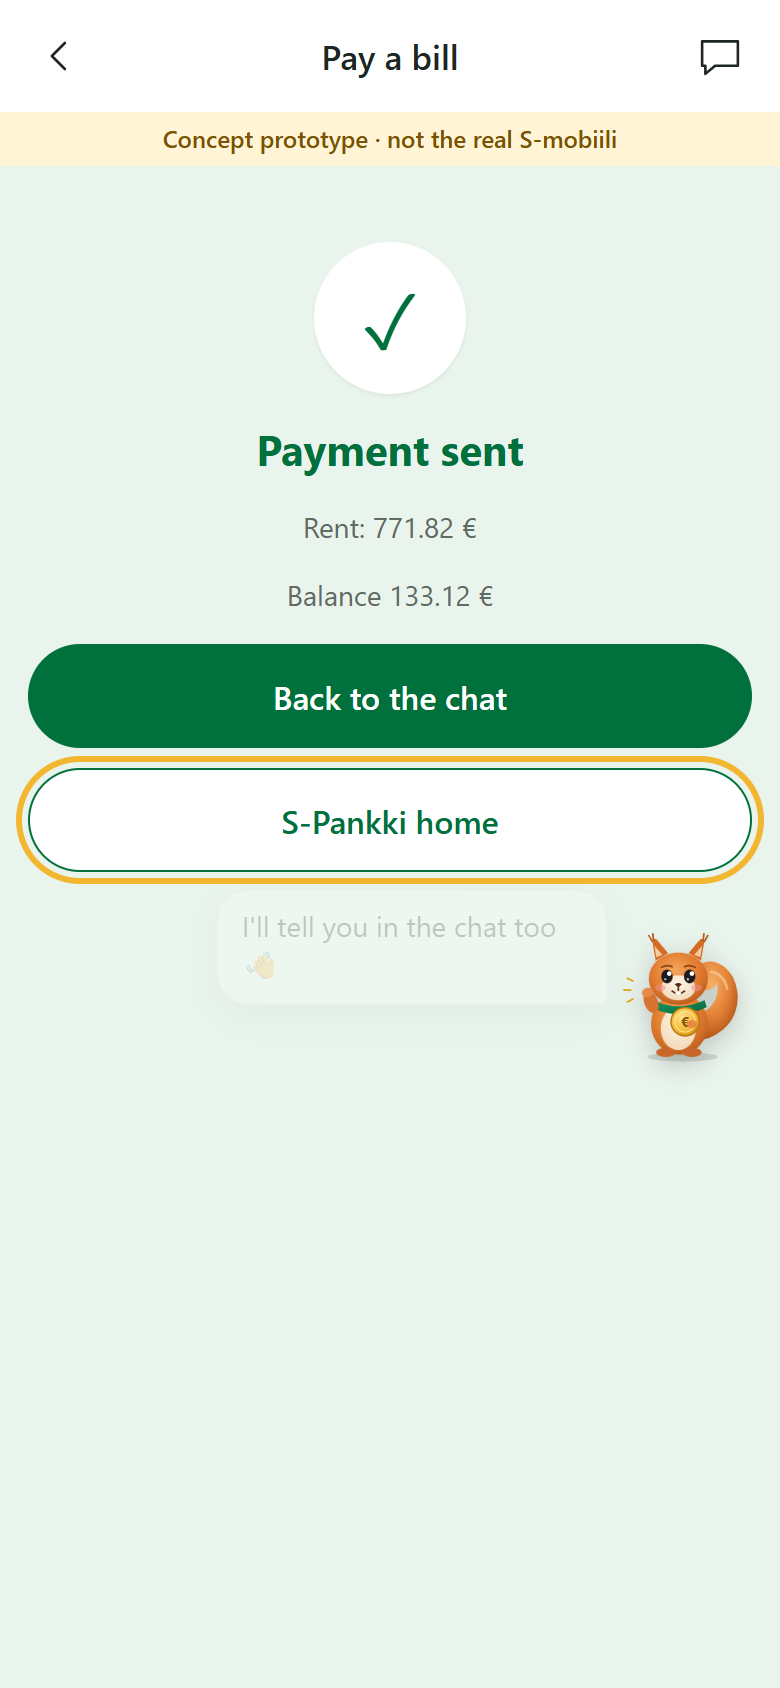 Pay a bill
Concept prototype · not the real S-mobiili
Payment sent
Rent: 771.82 €
Balance 133.12 €
Back to the chat
S-Pankki home
I'll tell you in the chat too
👋
€